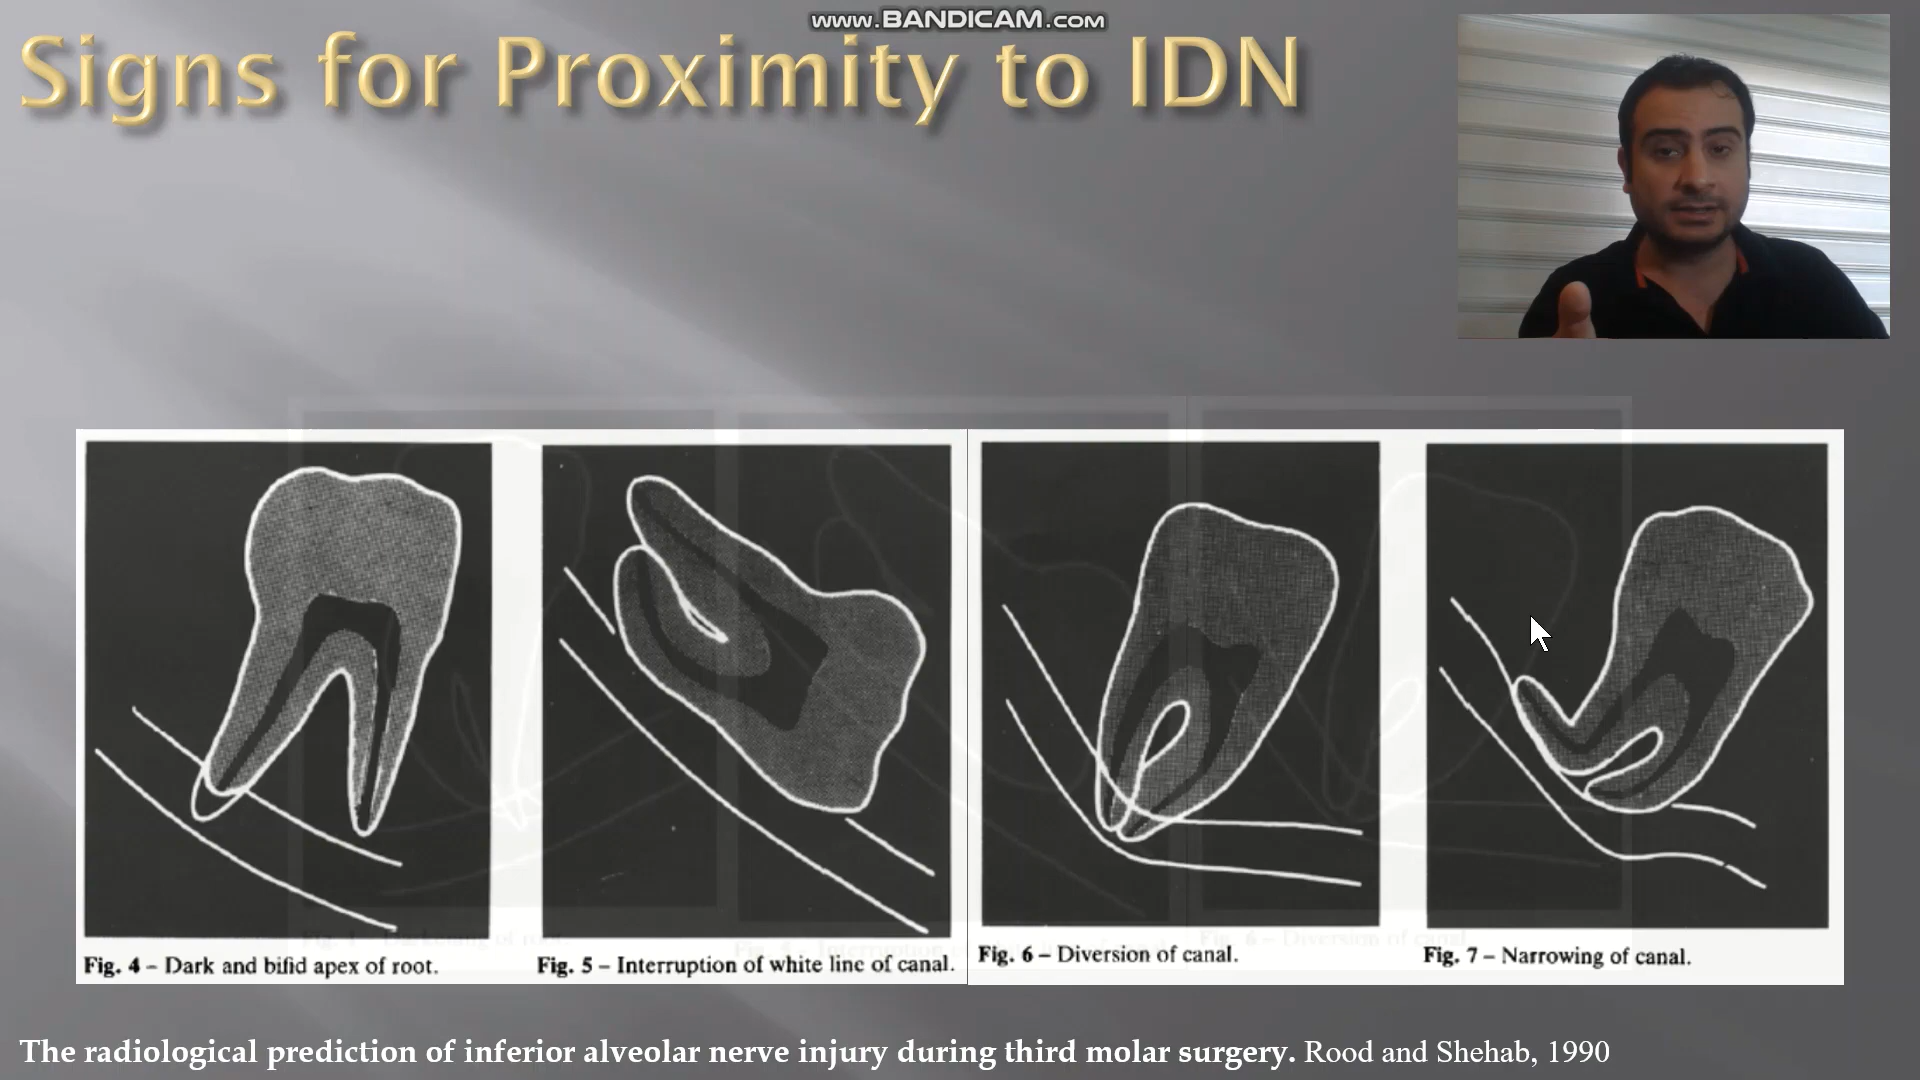 www.BANDICAM.com
Signs for Proximity to IDN
Fig. 4 – Dark and bifid apex of root.
Fig. 5 – Interruption of white line of canal.
Fig. 6 – Diversion of canal.
Fig. 7 – Narrowing of canal.
The radiological prediction of inferior alveolar nerve injury during third molar surgery. Rood and Shehab, 1990